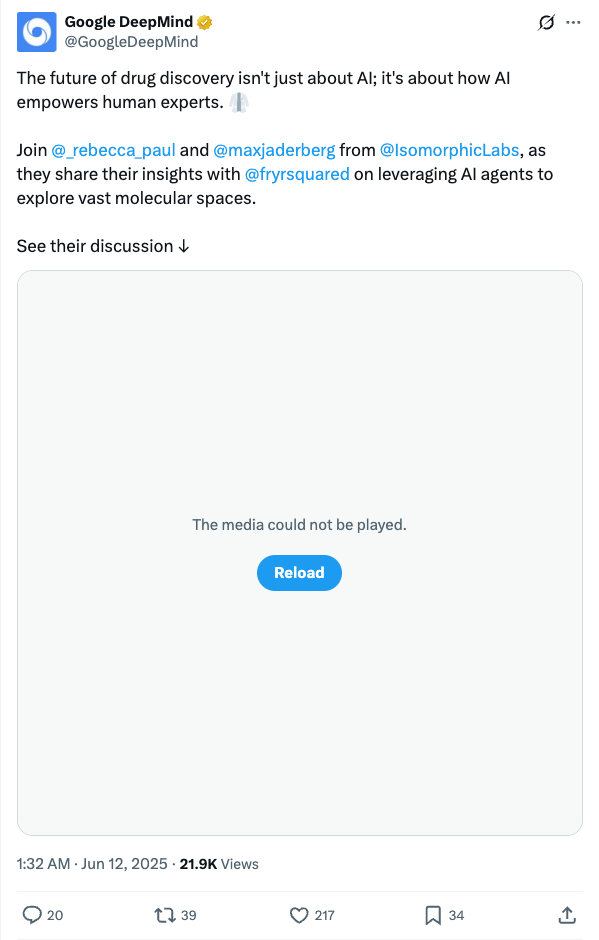 Google DeepMind
@GoogleDeepMind
The future of drug discovery isn't just about AI; it's about how AI
empowers human experts. 🥼
Join @_rebecca_paul and @maxjaderberg from @IsomorphicLabs, as
they share their insights with @fryrsquared on leveraging AI agents to
explore vast molecular spaces.
See their discussion ↓
The media could not be played.
Reload
1:32 AM · Jun 12, 2025 · 21.9K Views
20 39 217 34